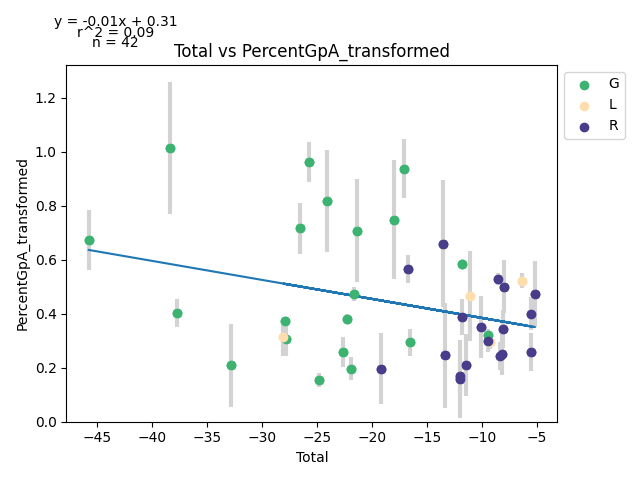 y = -0.01x + 0.31
r^2 = 0.09
n = 42
Total vs PercentGpA_transformed
G
L
R
PercentGpA_transformed
1.2
1.0
0.8
0.6
0.4
0.2
0.0
−45 −40 −35 −30 −25 −20 −15 −10 −5
Total